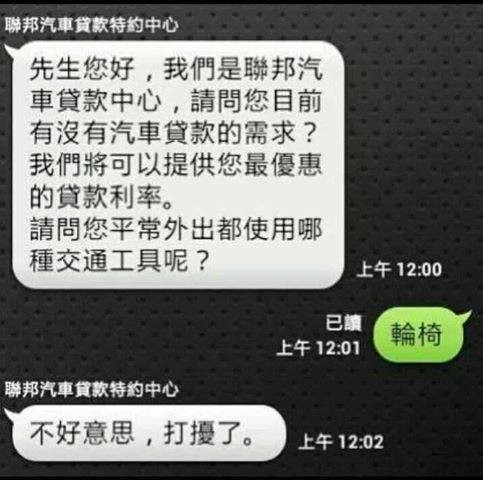 聯邦汽車貸款特約中心
先生您好，我們是聯邦汽
車貸款中心，請問您目前
有沒有汽車貸款的需求？
我們將可以提供您最優惠
的貸款利率。
請問您平常外出都使用哪
種交通工具呢？
上午 12:00
已讀
上午 12:01
輪椅
聯邦汽車貸款特約中心
不好意思，打擾了。
上午 12:02